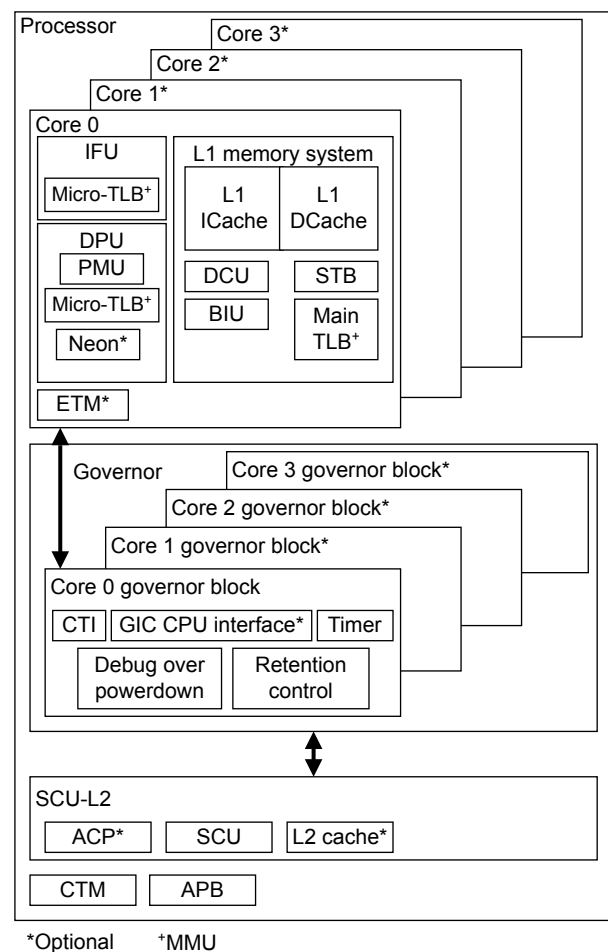 Processor
Core 3*
Core 2*
Core 1*
Core 0
IFU
Micro-TLB⁺
DPU
PMU
Micro-TLB⁺
Neon*
ETM*
L1 memory system
L1
ICache
L1
DCache
DCU
STB
BIU
Main
TLB⁺
Governor
Core 3 governor block*
Core 2 governor block*
Core 1 governor block*
Core 0 governor block
CTI
GIC CPU interface*
Timer
Debug over
powerdown
Retention
control
SCU-L2
ACP*
SCU
L2 cache*
CTM
APB
*Optional
⁺MMU